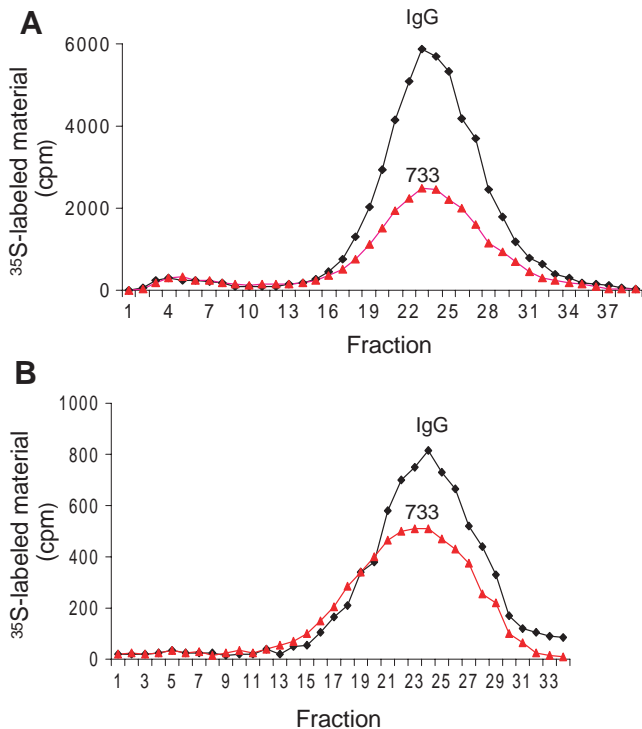 A
IgG
6000
4000
2000
0
733
³⁵S-labeled material
(cpm)
1 4 7 10 13 16 19 22 25 28 31 34 37
Fraction
B
IgG
1000
800
600
400
200
0
733
³⁵S-labeled material
(cpm)
1 3 5 7 9 11 13 15 17 19 21 23 25 27 29 31 33
Fraction